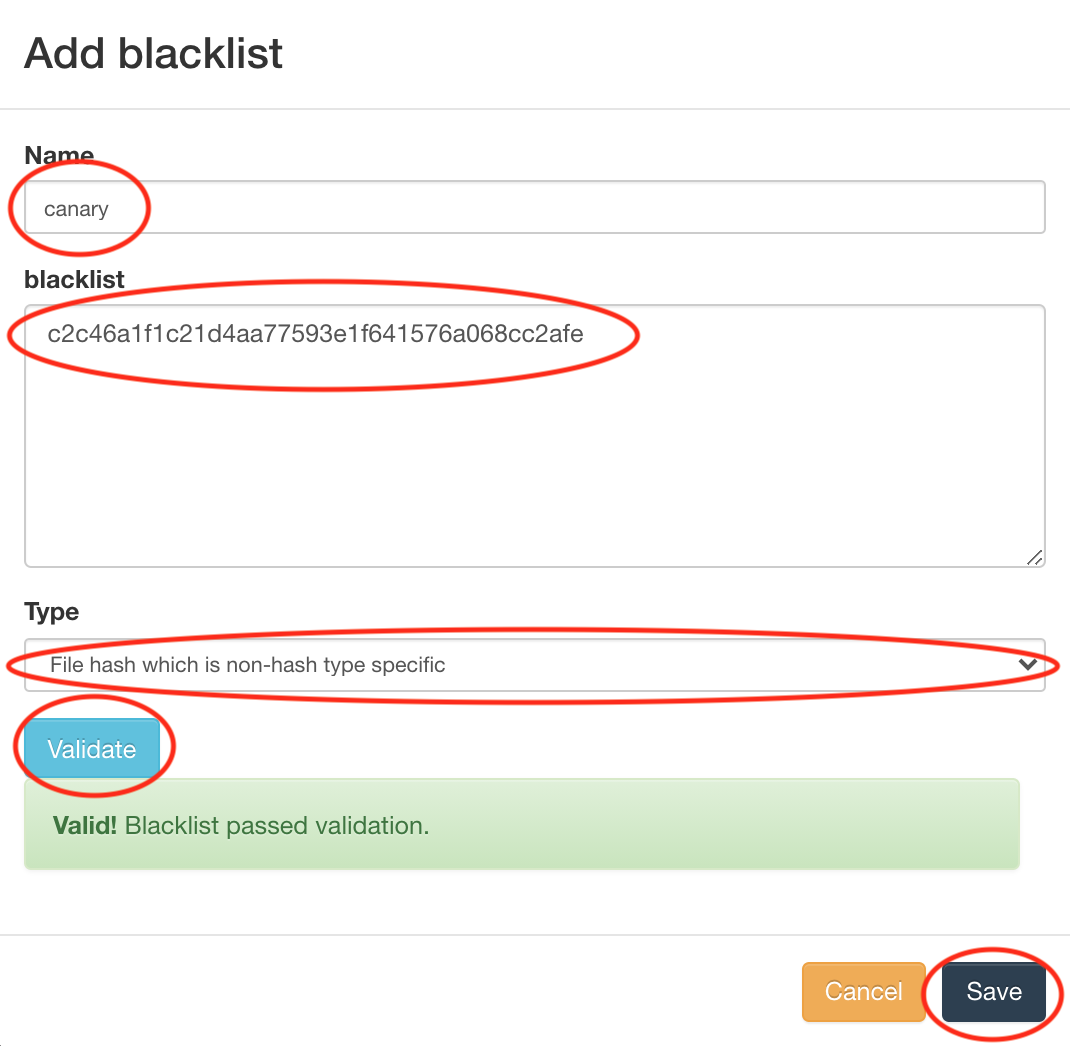 Add blacklist
Name
canary
blacklist
c2c46a1f1c21d4aa77593e1f641576a068cc2afe
Type
File hash which is non-hash type specific
Validate
Valid! Blacklist passed validation.
Cancel
Save